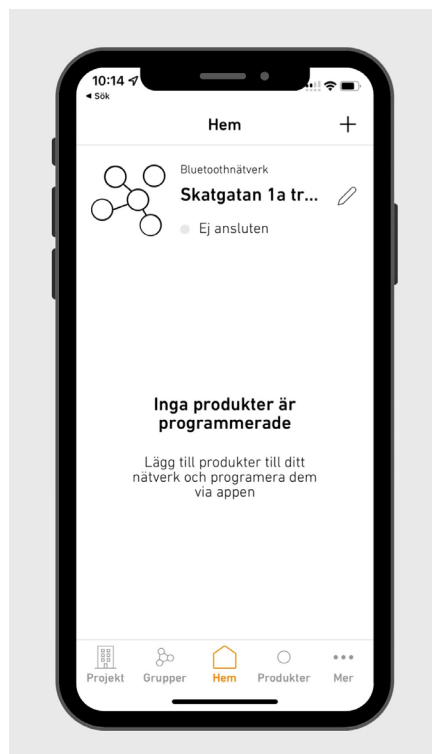 10:14
◀ Sök
Hem
Bluetoothnätverk
Skatgatan 1a tr...
Ej ansluten
Inga produkter är
programmerade
Lägg till produkter till ditt
nätverk och programera dem
via appen
Projekt Grupper Hem Produkter Mer